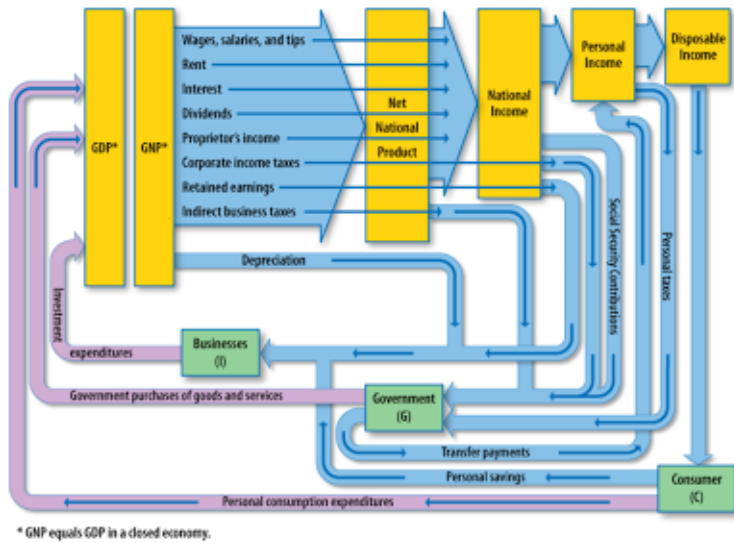 Wages, salaries, and tips
Rent
Interest
Dividends
Proprietor's income
Corporate income taxes
Retained earnings
Indirect business taxes
GDP*
GNP*
Net
National
Product
National
Income
Personal
Income
Disposable
Income
Depreciation
Social Security Contributions
Personal taxes
Investment
expenditures
Businesses
(I)
Government purchases of goods and services
Government
(G)
Transfer payments
Personal savings
Consumer
(C)
Personal consumption expenditures
* GNP equals GDP in a closed economy.